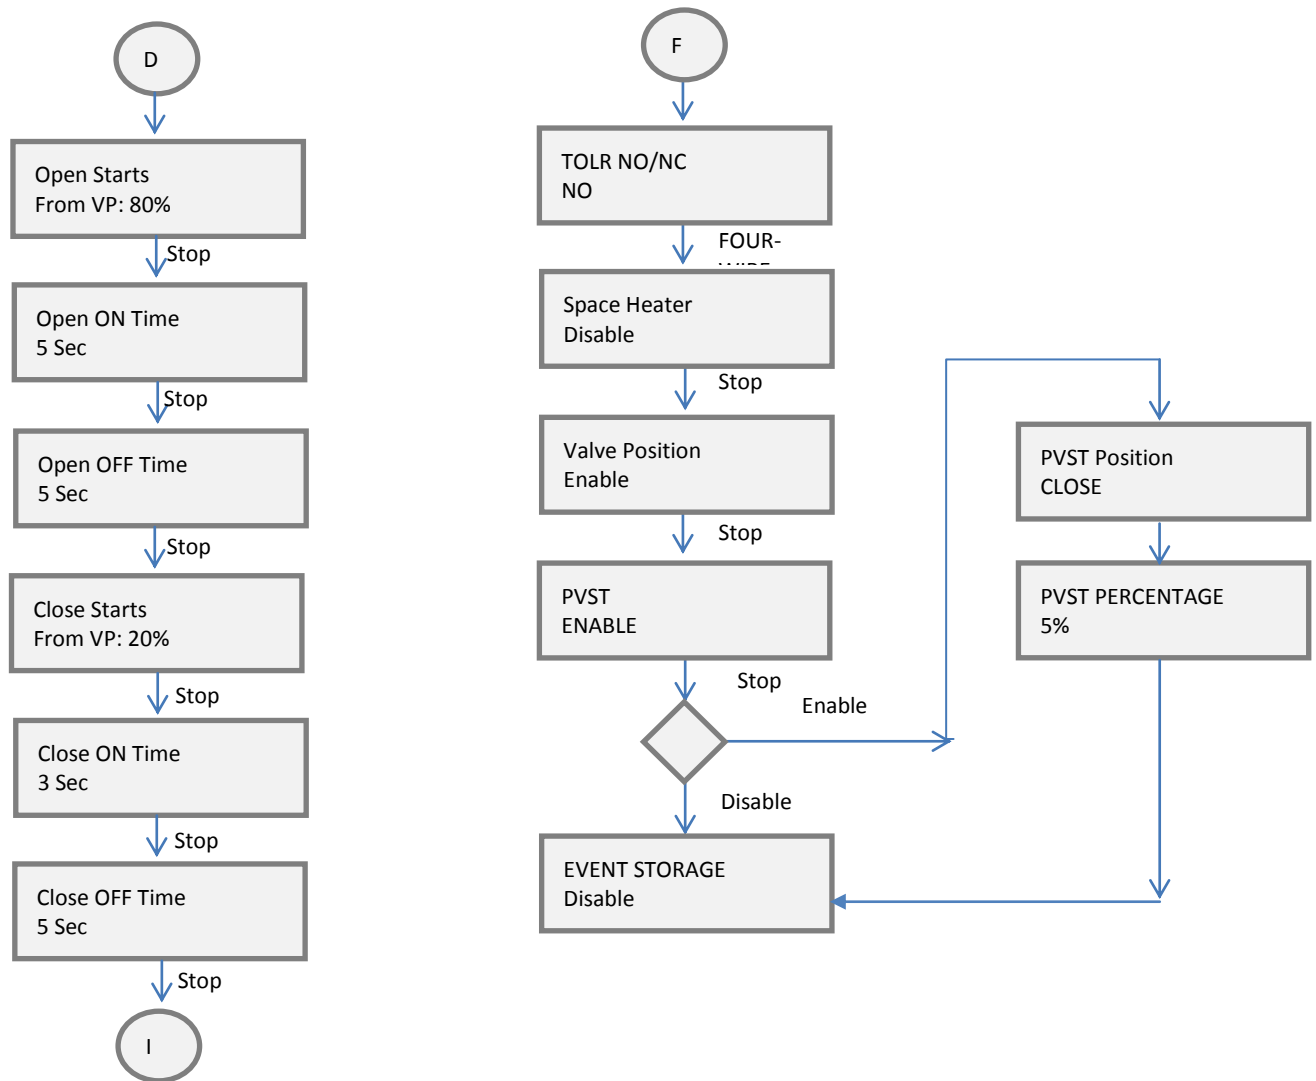 D
Open Starts
From VP: 80%
Stop
Open ON Time
5 Sec
Stop
Open OFF Time
5 Sec
Stop
Close Starts
From VP: 20%
Stop
Close ON Time
3 Sec
Stop
Close OFF Time
5 Sec
Stop
I
F
TOLR NO/NC
NO
FOUR-
Space Heater
Disable
Stop
Valve Position
Enable
Stop
PVST
ENABLE
Stop
Enable
Disable
EVENT STORAGE
Disable
PVST Position
CLOSE
PVST PERCENTAGE
5%